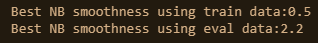 Best NB smoothness using train data:0.5
Best NB smoothness using eval data:2.2